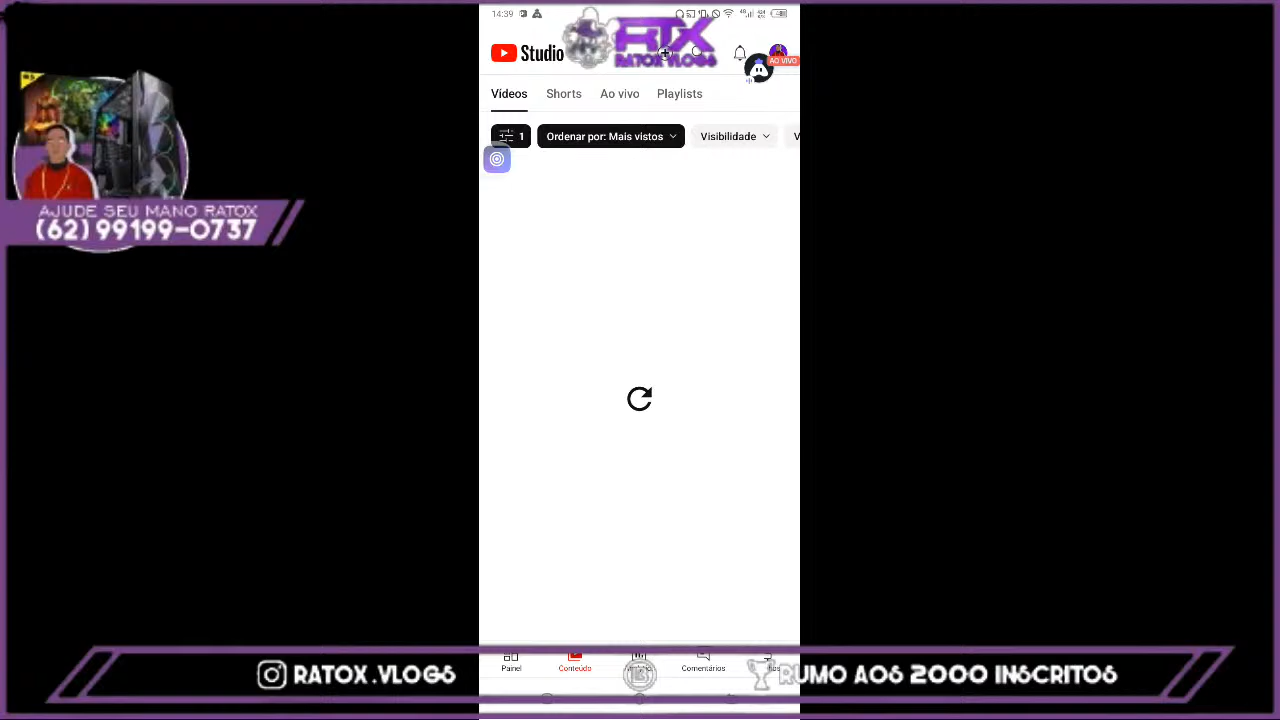 14:39
Studio
RTX
RATOX VLOGS
AO VIVO
Vídeos Shorts Ao vivo Playlists
1 Ordenar por: Mais vistos Visibilidade V
AJUDE SEU MANO RATOX
(62) 99199-0737
Painel Conteúdo Comentários
RATOX.VLOGS
RUMO AOS 2000 INSCRITOS